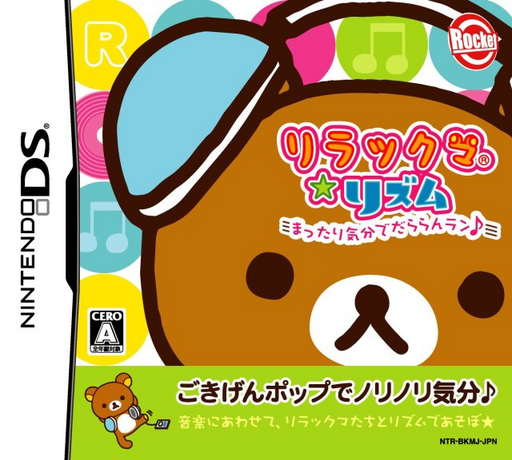 R
Rocket
NINTENDO DS™
リラックマ®
★リズム
まったり気分でだららんラン♪
CERO
A
全年齢対象
ごきげんポップでノリノリ気分♪
音楽にあわせて、リラックマたちとリズムであそぼ★
NTR-BKMJ-JPN